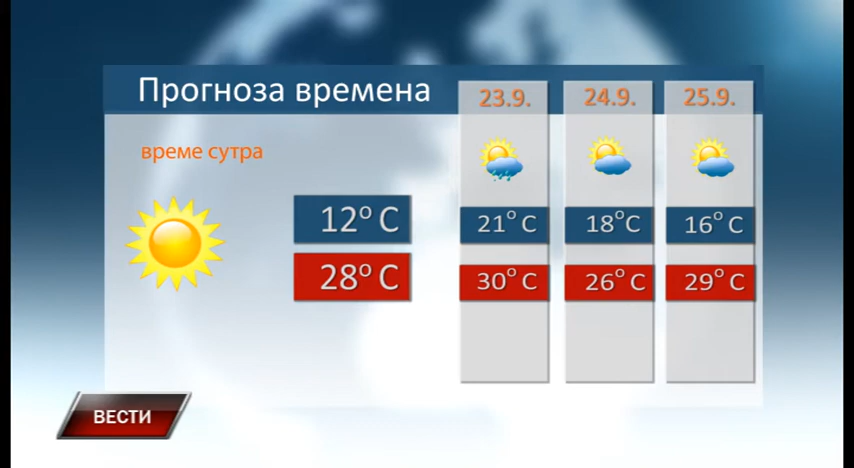 Прогноза времена
време сутра
12° C
28° C
23.9. 24.9. 25.9.
21° C 18°C 16° C
30° C 26° C 29° C
ВЕСТИ